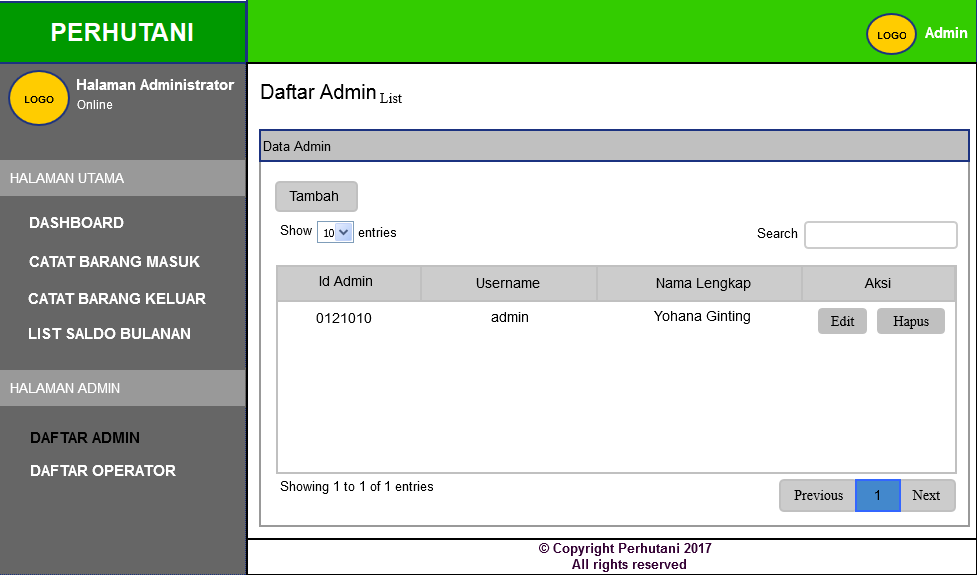 PERHUTANI
LOGO Admin
LOGO Halaman Administrator
Online
HALAMAN UTAMA
DASHBOARD
CATAT BARANG MASUK
CATAT BARANG KELUAR
LIST SALDO BULANAN
HALAMAN ADMIN
DAFTAR ADMIN
DAFTAR OPERATOR
Daftar Admin List
Data Admin
Tambah
Show 10 entries Search
Id Admin Username Nama Lengkap Aksi
0121010 admin Yohana Ginting Edit Hapus
Showing 1 to 1 of 1 entries
Previous 1 Next
© Copyright Perhutani 2017
All rights reserved